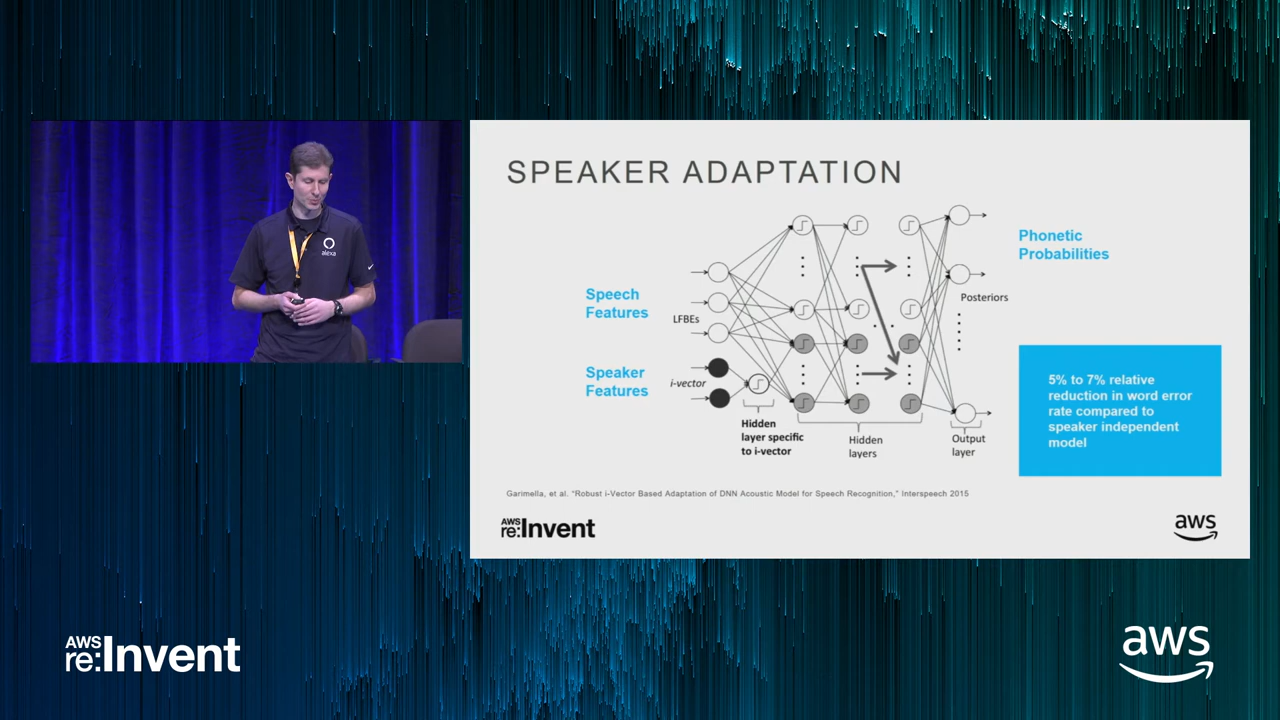 alexa
SPEAKER ADAPTATION
Speech
Features
LFBEs
Speaker
Features
i-vector
Hidden
layer specific
to i-vector
Hidden
layers
Output
layer
Posteriors
Phonetic
Probabilities
5% to 7% relative
reduction in word error
rate compared to
speaker independent
model
Garimella, et al. "Robust i-Vector Based Adaptation of DNN Acoustic Model for Speech Recognition," Interspeech 2015
AWS
re:Invent
aws
AWS
re:Invent
aws